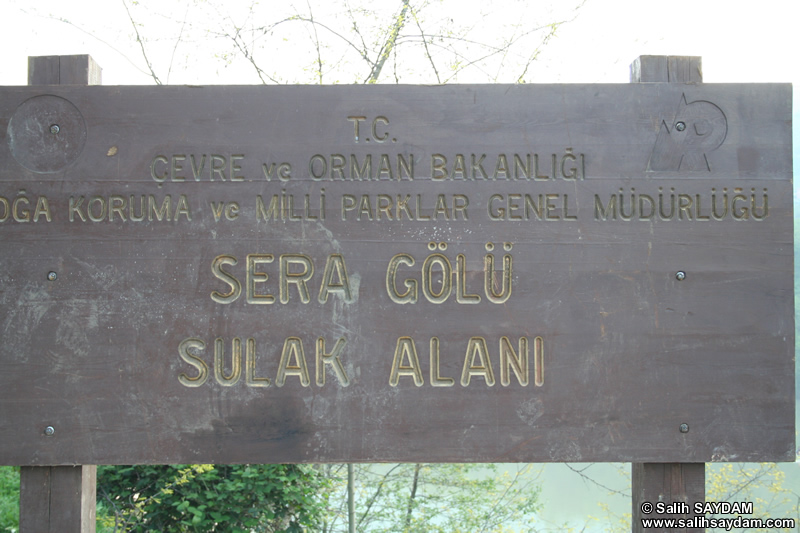 T.C.
ÇEVRE ve ORMAN BAKANLIĞI
OĞA KORUMA ve MİLLİ PARKLAR GENEL MÜDÜRLÜĞÜ
SERA GÖLÜ
SULAK ALANI
© Salih SAYDAM
www.salihsaydam.com